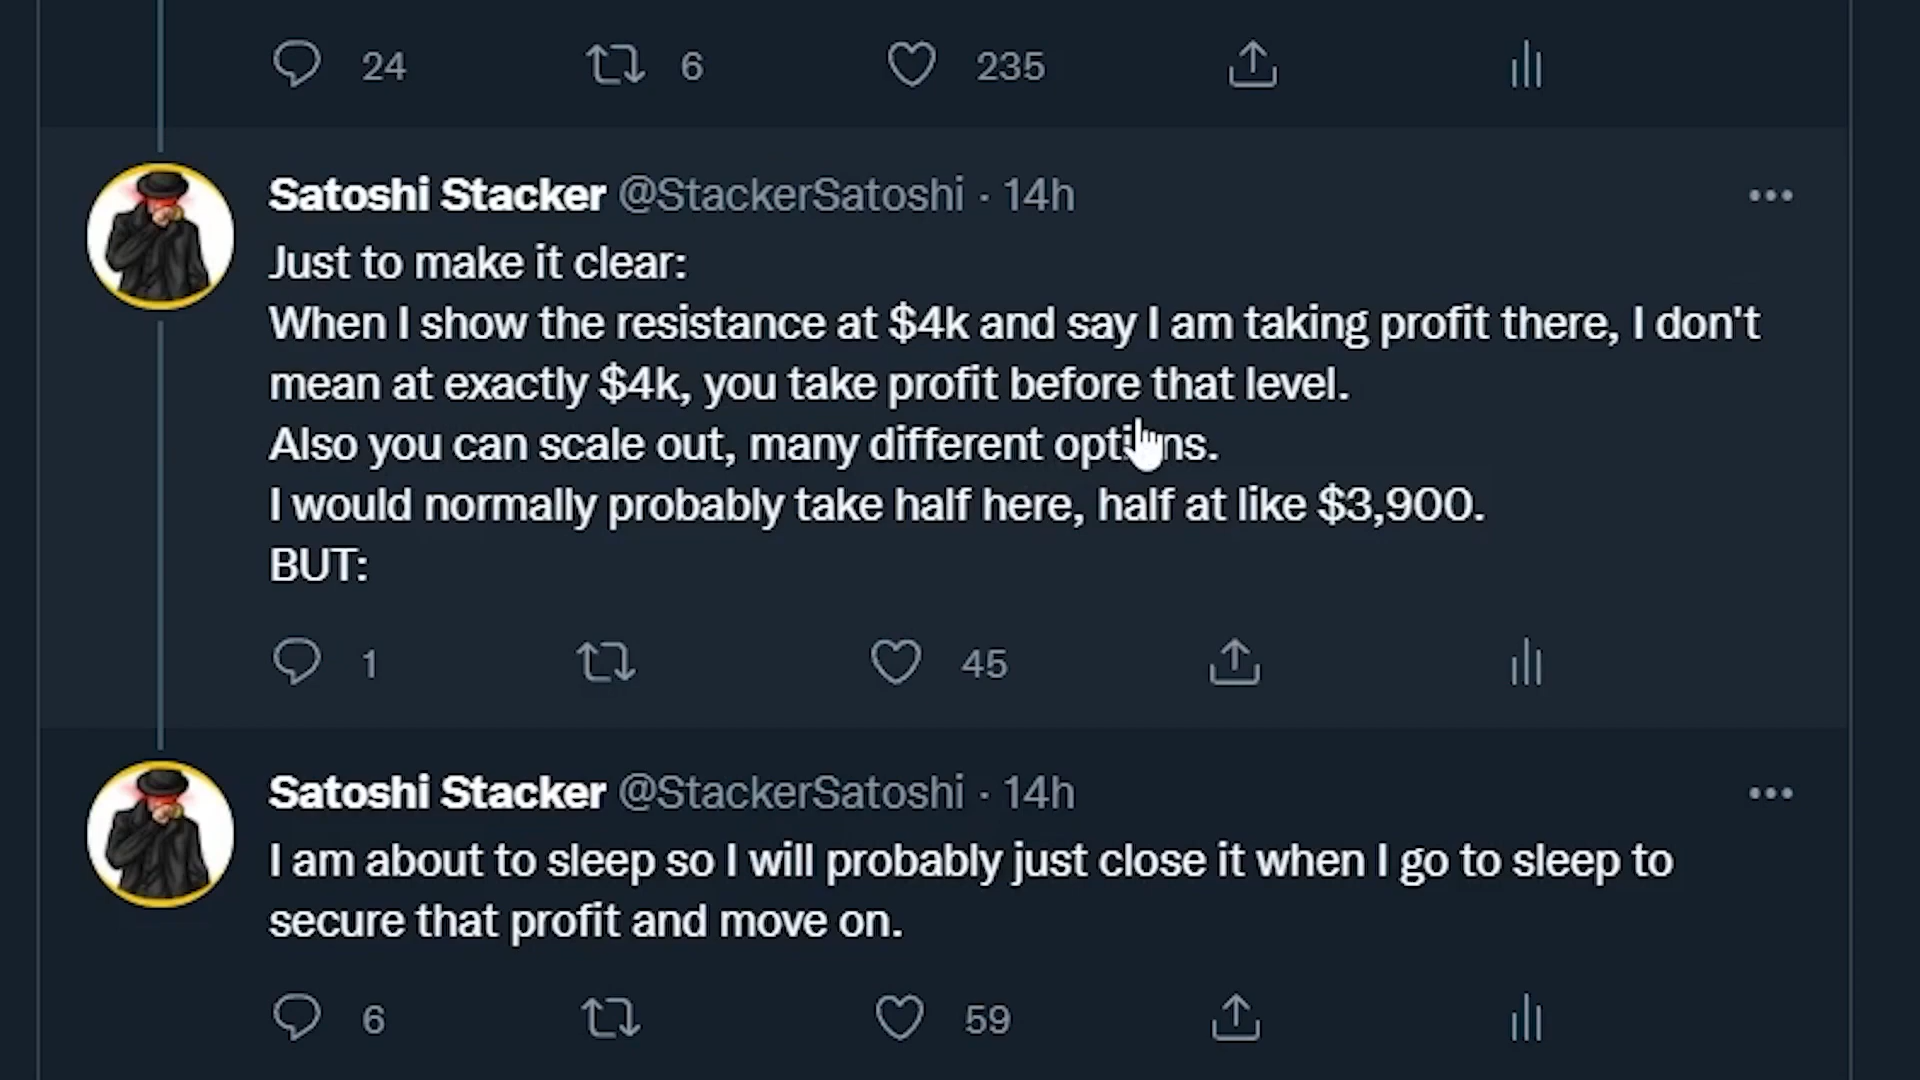 24 6 235
Satoshi Stacker @StackerSatoshi · 14h
Just to make it clear:
When I show the resistance at $4k and say I am taking profit there, I don't
mean at exactly $4k, you take profit before that level.
Also you can scale out, many different options.
I would normally probably take half here, half at like $3,900.
BUT:
1 45
Satoshi Stacker @StackerSatoshi · 14h
I am about to sleep so I will probably just close it when I go to sleep to
secure that profit and move on.
6 59